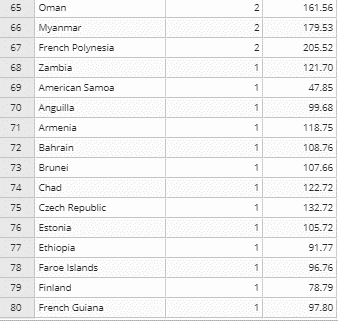 65 Oman 2 161.56
66 Myanmar 2 179.53
67 French Polynesia 2 205.52
68 Zambia 1 121.70
69 American Samoa 1 47.85
70 Anguilla 1 99.68
71 Armenia 1 118.75
72 Bahrain 1 108.76
73 Brunei 1 107.66
74 Chad 1 122.72
75 Czech Republic 1 132.72
76 Estonia 1 105.72
77 Ethiopia 1 91.77
78 Faroe Islands 1 96.76
79 Finland 1 78.79
80 French Guiana 1 97.80